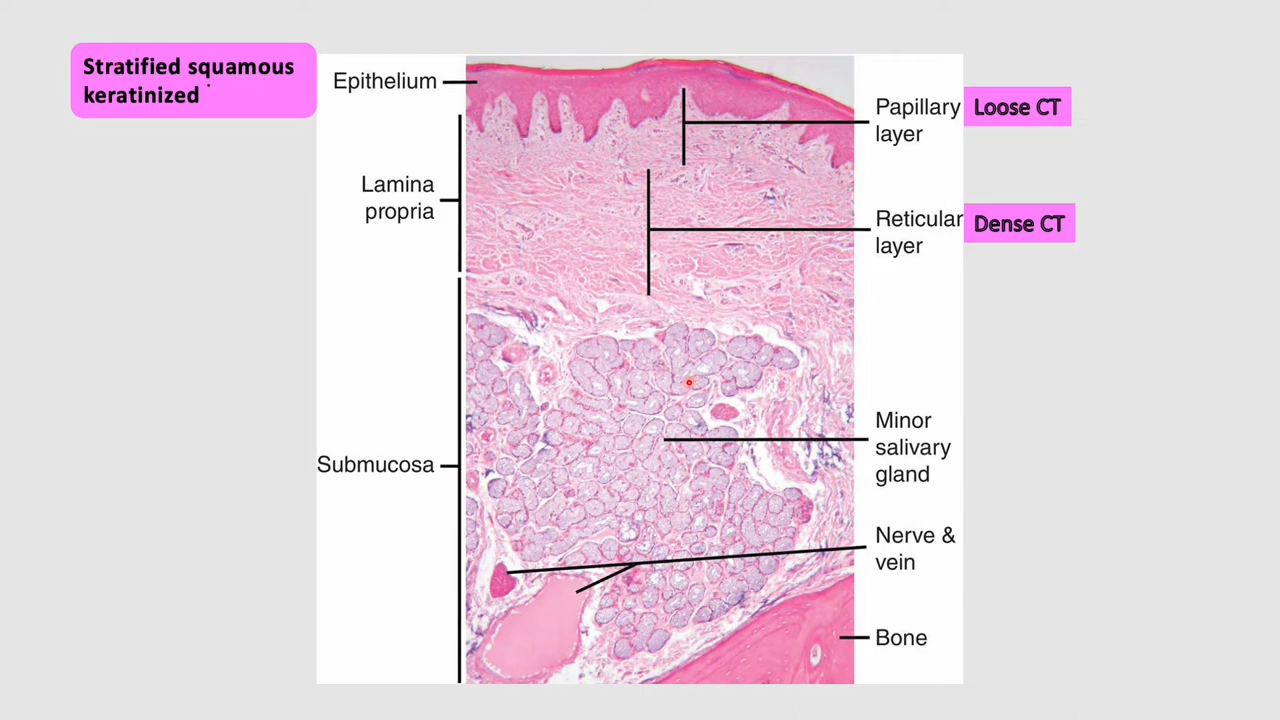 Stratified squamous
keratinized
Epithelium
Papillary
layer
Loose CT
Lamina
propria
Reticular
layer
Dense CT
Minor
salivary
gland
Submucosa
Nerve &
vein
Bone